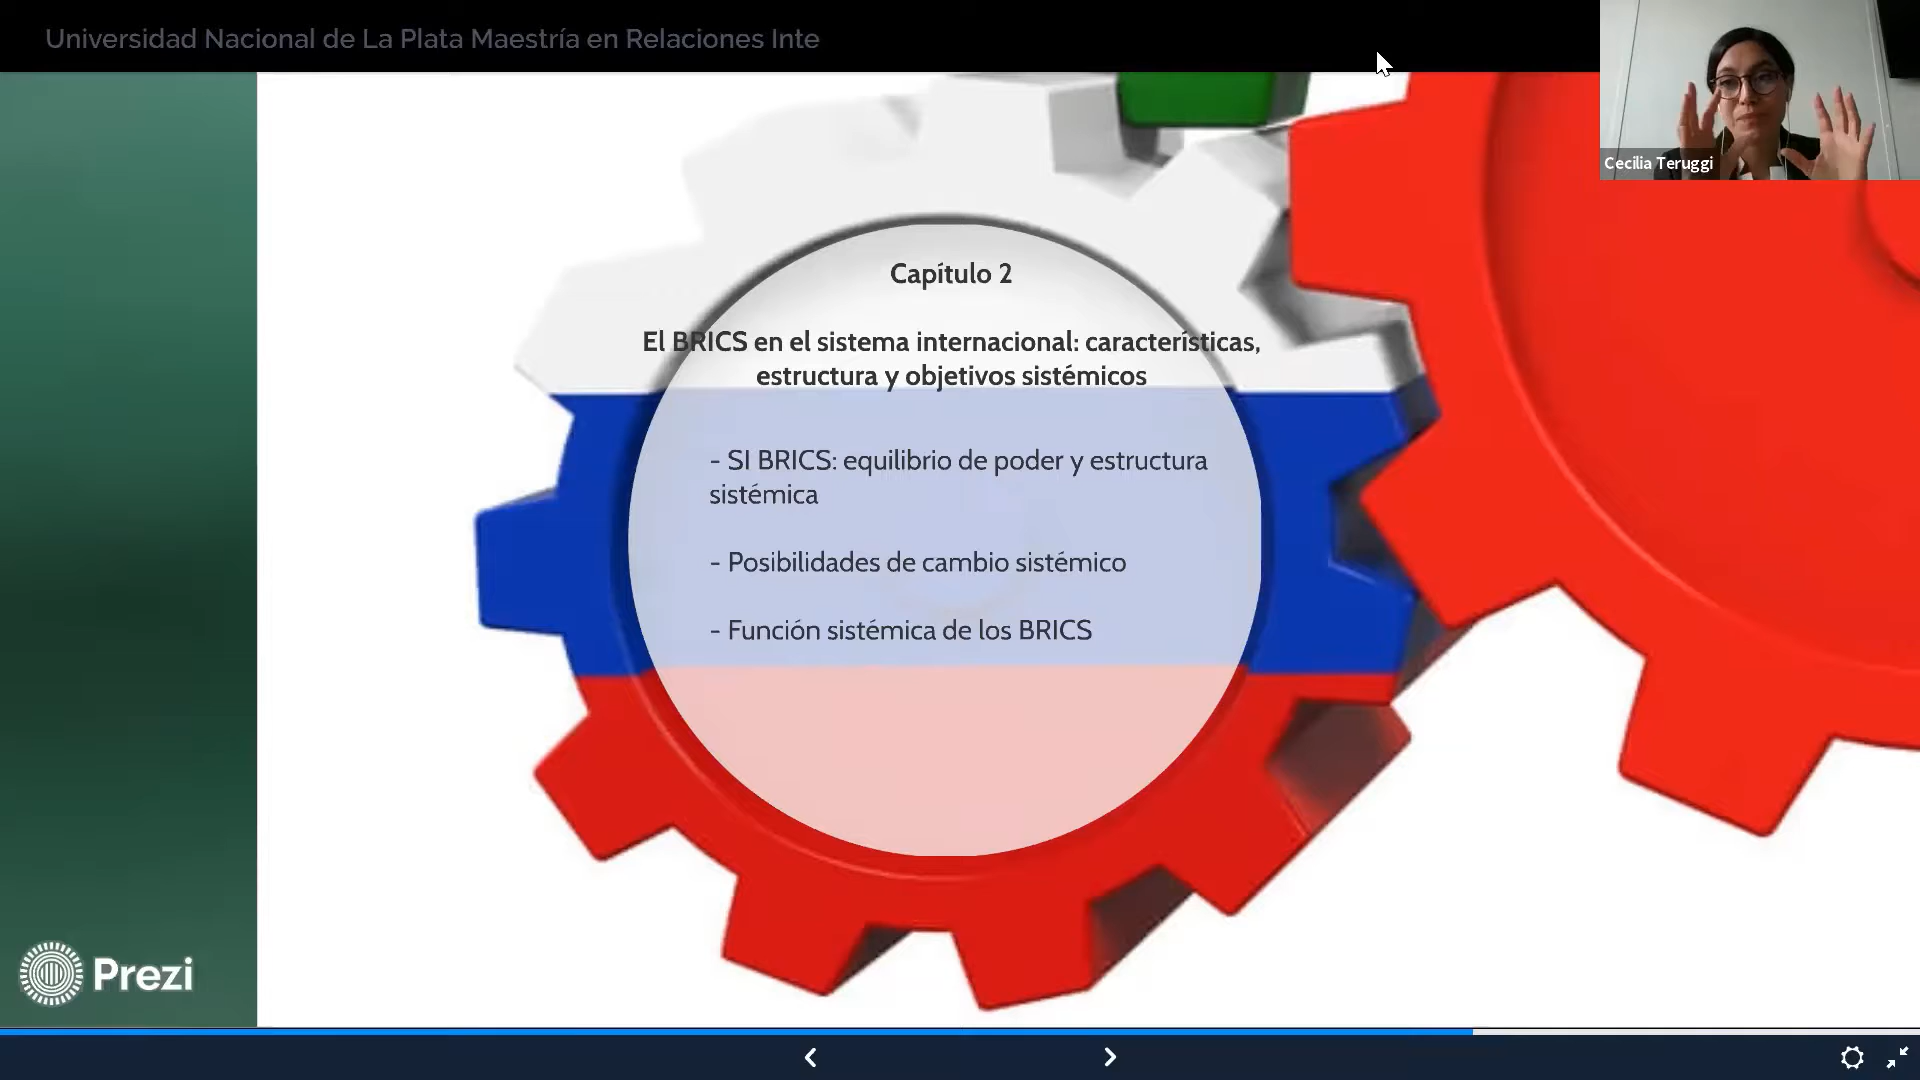 Universidad Nacional de La Plata Maestría en Relaciones Inte
Cecilia Teruggi
Capítulo 2
El BRICS en el sistema internacional: características,
estructura y objetivos sistémicos
- SI BRICS: equilibrio de poder y estructura
sistémica
- Posibilidades de cambio sistémico
- Función sistémica de los BRICS
Prezi